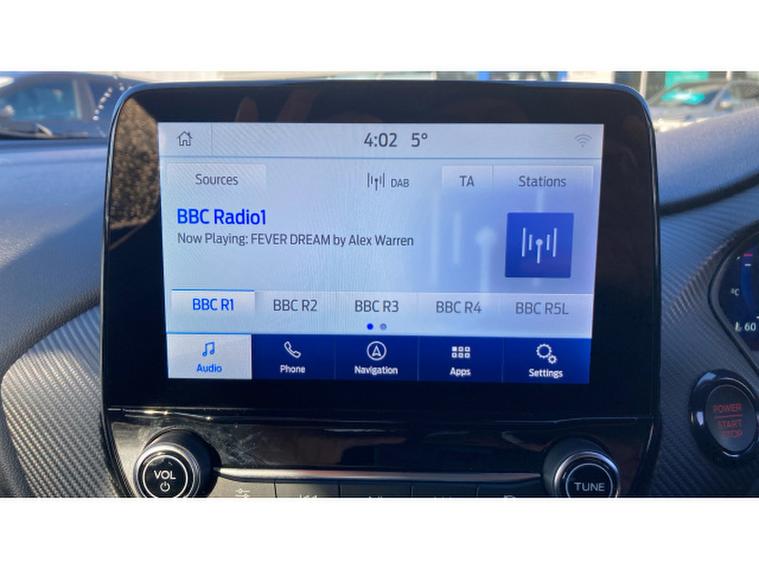 4:02 5°
Sources DAB TA Stations
BBC Radio1
Now Playing: FEVER DREAM by Alex Warren
BBC R1 BBC R2 BBC R3 BBC R4 BBC R5L
Audio Phone Navigation Apps Settings
°C
60
POWER
START
STOP
VOL
TUNE